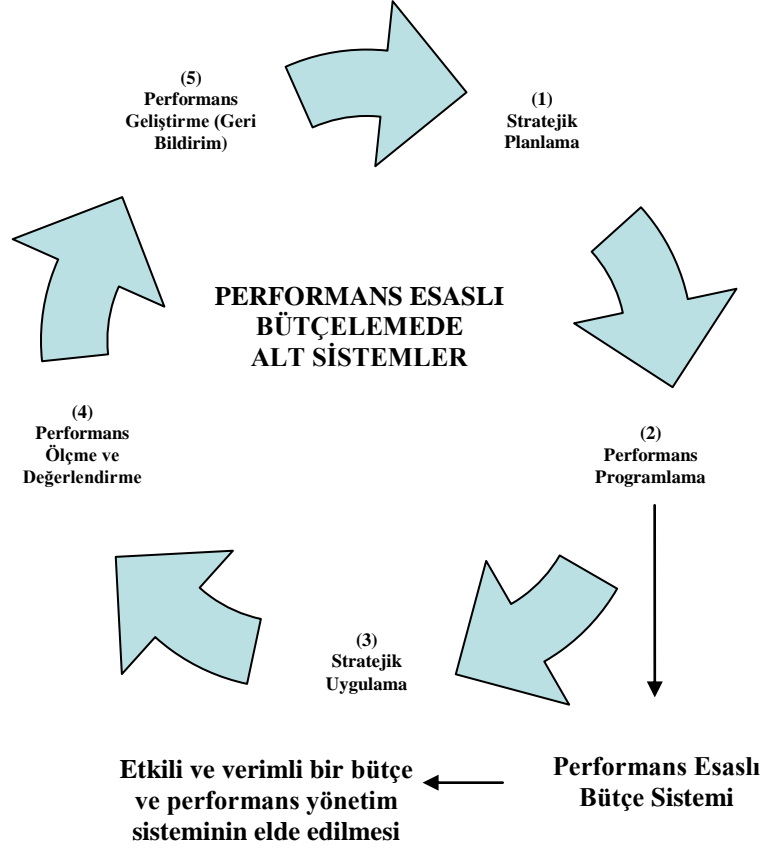 (5)
Performans
Geliştirme (Geri
Bildirim)
(1)
Stratejik
Planlama
PERFORMANS ESASLI
BÜTÇELEMEDE
ALT SİSTEMLER
(4)
Performans
Ölçme ve
Değerlendirme
(2)
Performans
Programlama
(3)
Stratejik
Uygulama
Etkili ve verimli bir bütçe
ve performans yönetim
sisteminin elde edilmesi
Performans Esaslı
Bütçe Sistemi